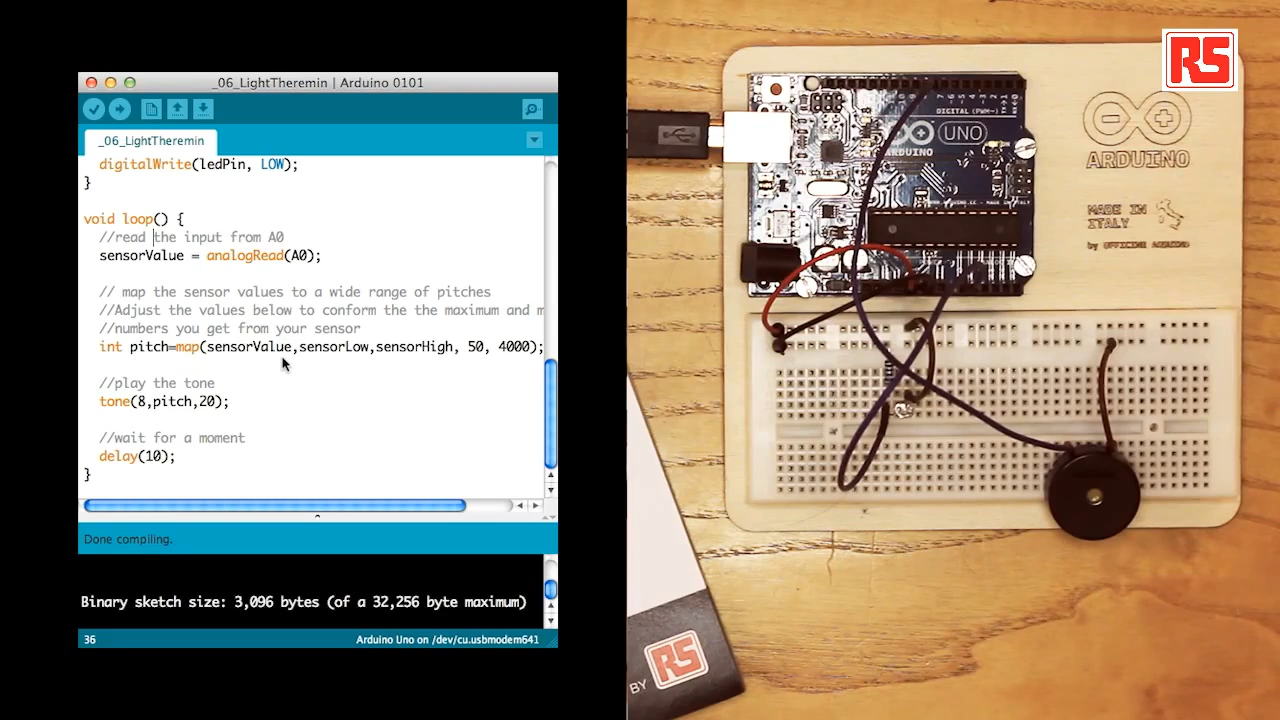 _06_LightTheremin | Arduino 0101
_06_LightTheremin
digitalWrite(ledPin, LOW);
}
void loop() {
//read the input from A0
sensorValue = analogRead(A0);
// map the sensor values to a wide range of pitches
//Adjust the values below to conform the the maximum and m
//numbers you get from your sensor
int pitch=map(sensorValue,sensorLow,sensorHigh, 50, 4000);
//play the tone
tone(8,pitch,20);
//wait for a moment
delay(10);
}
Done compiling.
Binary sketch size: 3,096 bytes (of a 32,256 byte maximum)
36
Arduino Uno on /dev/cu.usbmodem641
RS
DIGITAL (PWM~)
UNO
ARDUINO
ARDUINO
MADE IN
ITALY
by OFFICINE ARDUINO
BY RS